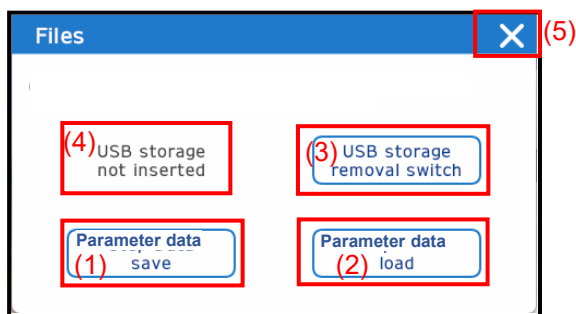 Files
(5)
(4) USB storage
not inserted
(3) USB storage
removal switch
Parameter data
(1) save
Parameter data
(2) load